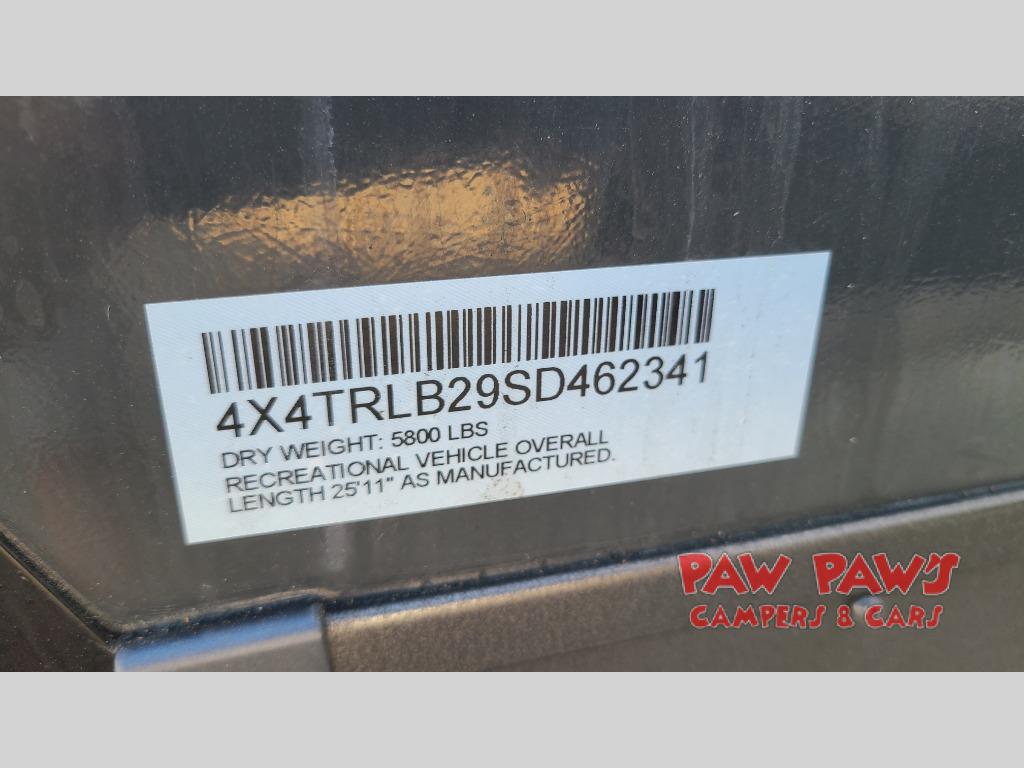 4X4TRLB29SD462341
DRY WEIGHT: 5800 LBS
RECREATIONAL VEHICLE OVERALL
LENGTH 25'11" AS MANUFACTURED.
PAW PAW'S
CAMPERS & CARS